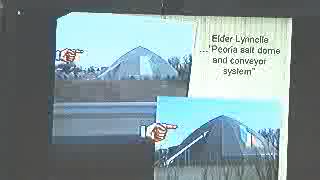 Elder Lynnelle
..."Peoria salt dome
and conveyor
system"